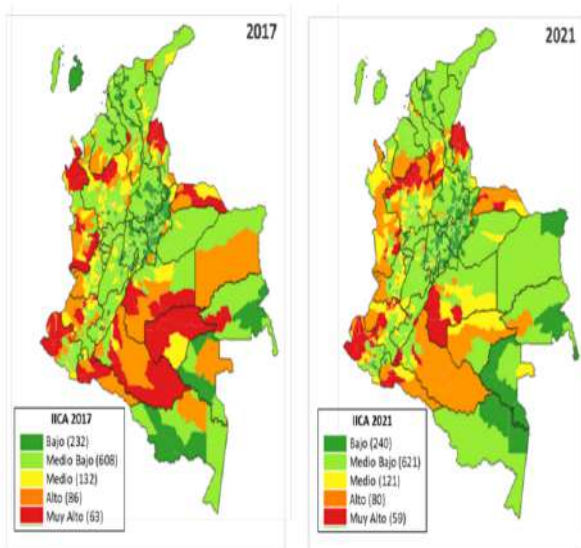 2017
IICA 2017
Bajo (232)
Medio Bajo (608)
Medio (132)
Alto (86)
Muy Alto (63)
2021
IICA 2021
Bajo (240)
Medio Bajo (621)
Medio (121)
Alto (80)
Muy Alto (59)